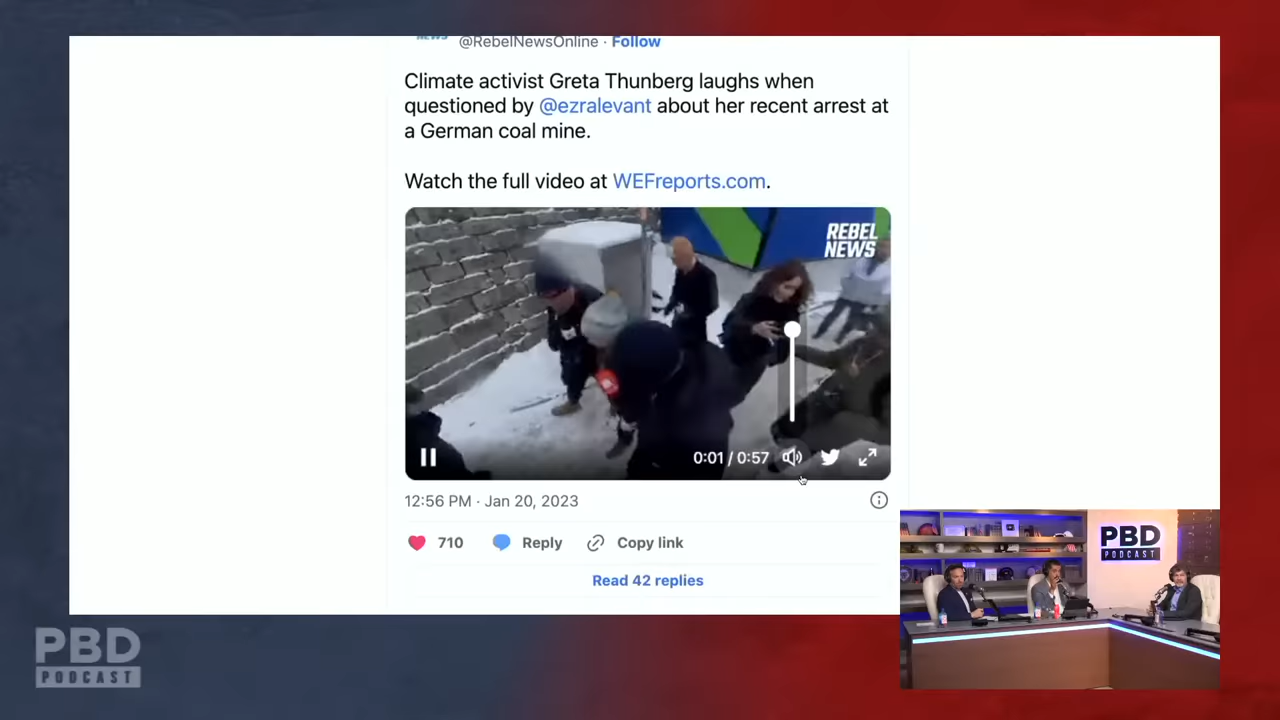 NEWS
@RebelNewsOnline · Follow
Climate activist Greta Thunberg laughs when
questioned by @ezralevant about her recent arrest at
a German coal mine.
Watch the full video at WEFreports.com.
REBEL
NEWS
0:01 / 0:57
12:56 PM · Jan 20, 2023
710
Reply
Copy link
Read 42 replies
PBD
PODCAST
PBD
PODCAST